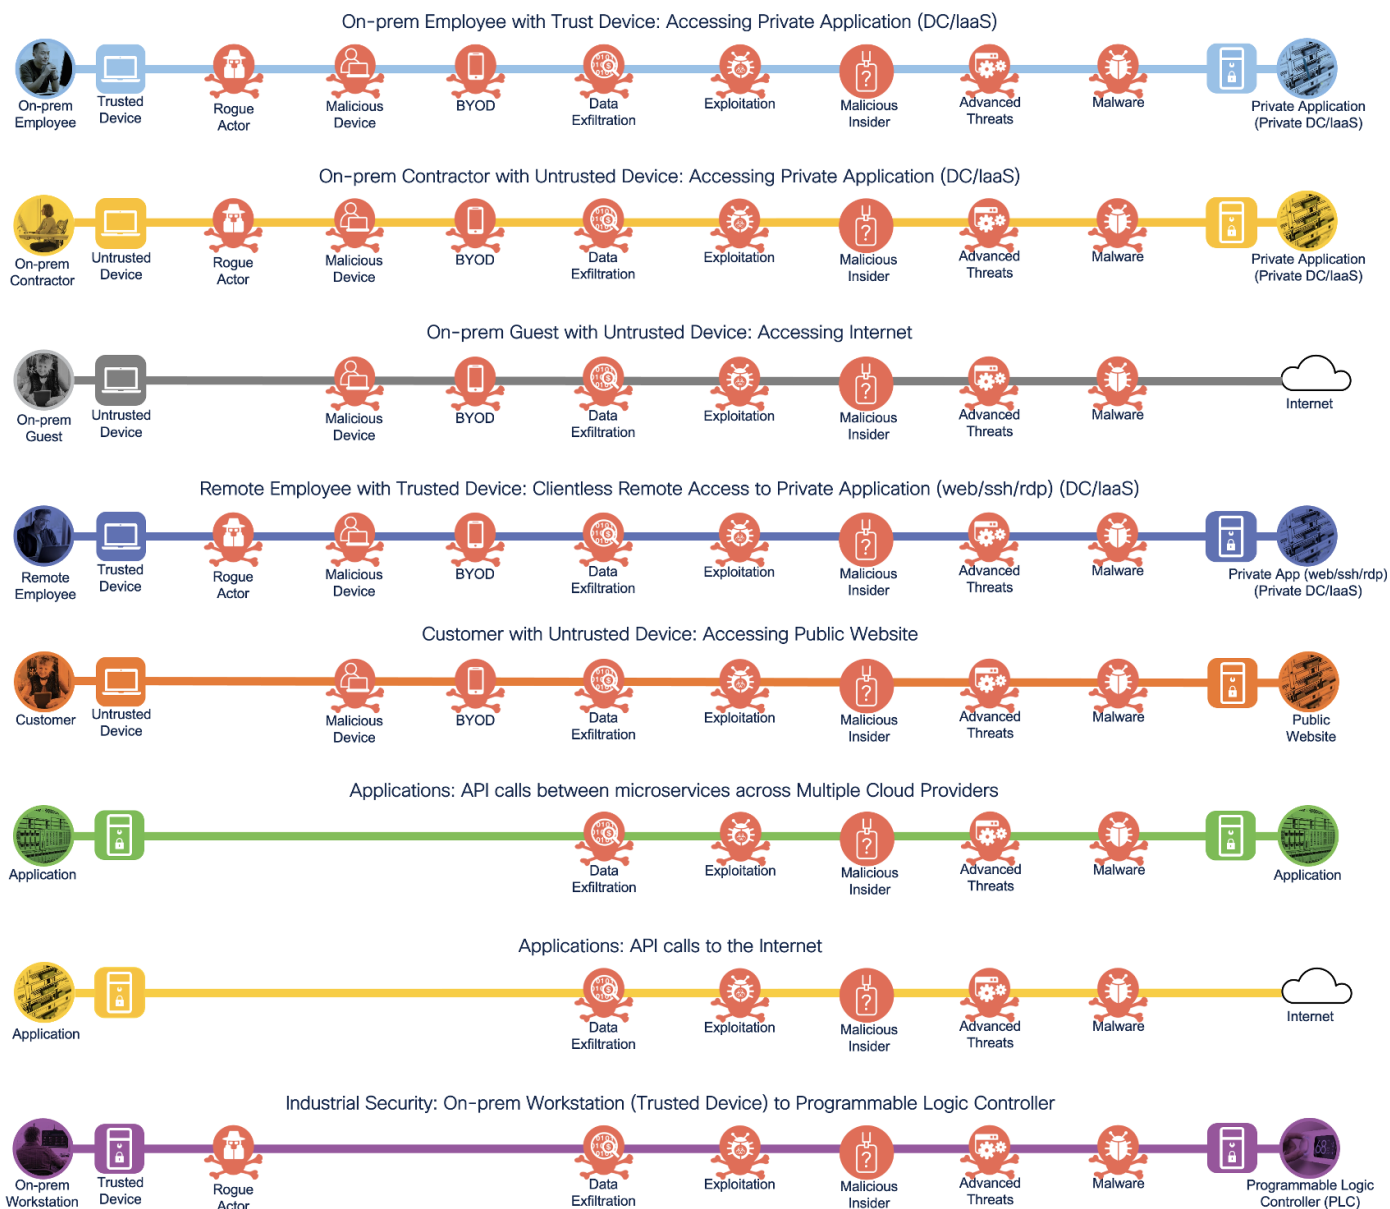 On-prem Employee with Trust Device: Accessing Private Application (DC/IaaS)
On-prem
Employee
Trusted
Device
Rogue
Actor
Malicious
Device
BYOD
Data
Exfiltration
Exploitation
Malicious
Insider
Advanced
Threats
Malware
Private Application
(Private DC/IaaS)
On-prem Contractor with Untrusted Device: Accessing Private Application (DC/IaaS)
On-prem
Contractor
Untrusted
Device
Rogue
Actor
Malicious
Device
BYOD
Data
Exfiltration
Exploitation
Malicious
Insider
Advanced
Threats
Malware
Private Application
(Private DC/IaaS)
On-prem Guest with Untrusted Device: Accessing Internet
On-prem
Guest
Untrusted
Device
Malicious
Device
BYOD
Data
Exfiltration
Exploitation
Malicious
Insider
Advanced
Threats
Malware
Internet
Remote Employee with Trusted Device: Clientless Remote Access to Private Application (web/ssh/rdp) (DC/IaaS)
Remote
Employee
Trusted
Device
Rogue
Actor
Malicious
Device
BYOD
Data
Exfiltration
Exploitation
Malicious
Insider
Advanced
Threats
Malware
Private App (web/ssh/rdp)
(Private DC/IaaS)
Customer with Untrusted Device: Accessing Public Website
Customer
Untrusted
Device
Malicious
Device
BYOD
Data
Exfiltration
Exploitation
Malicious
Insider
Advanced
Threats
Malware
Public
Website
Applications: API calls between microservices across Multiple Cloud Providers
Application
Data
Exfiltration
Exploitation
Malicious
Insider
Advanced
Threats
Malware
Application
Applications: API calls to the Internet
Application
Data
Exfiltration
Exploitation
Malicious
Insider
Advanced
Threats
Malware
Internet
Industrial Security: On-prem Workstation (Trusted Device) to Programmable Logic Controller
On-prem
Workstation
Trusted
Device
Rogue
Actor
Data
Exfiltration
Exploitation
Malicious
Insider
Advanced
Threats
Malware
Programmable Logic
Controller (PLC)